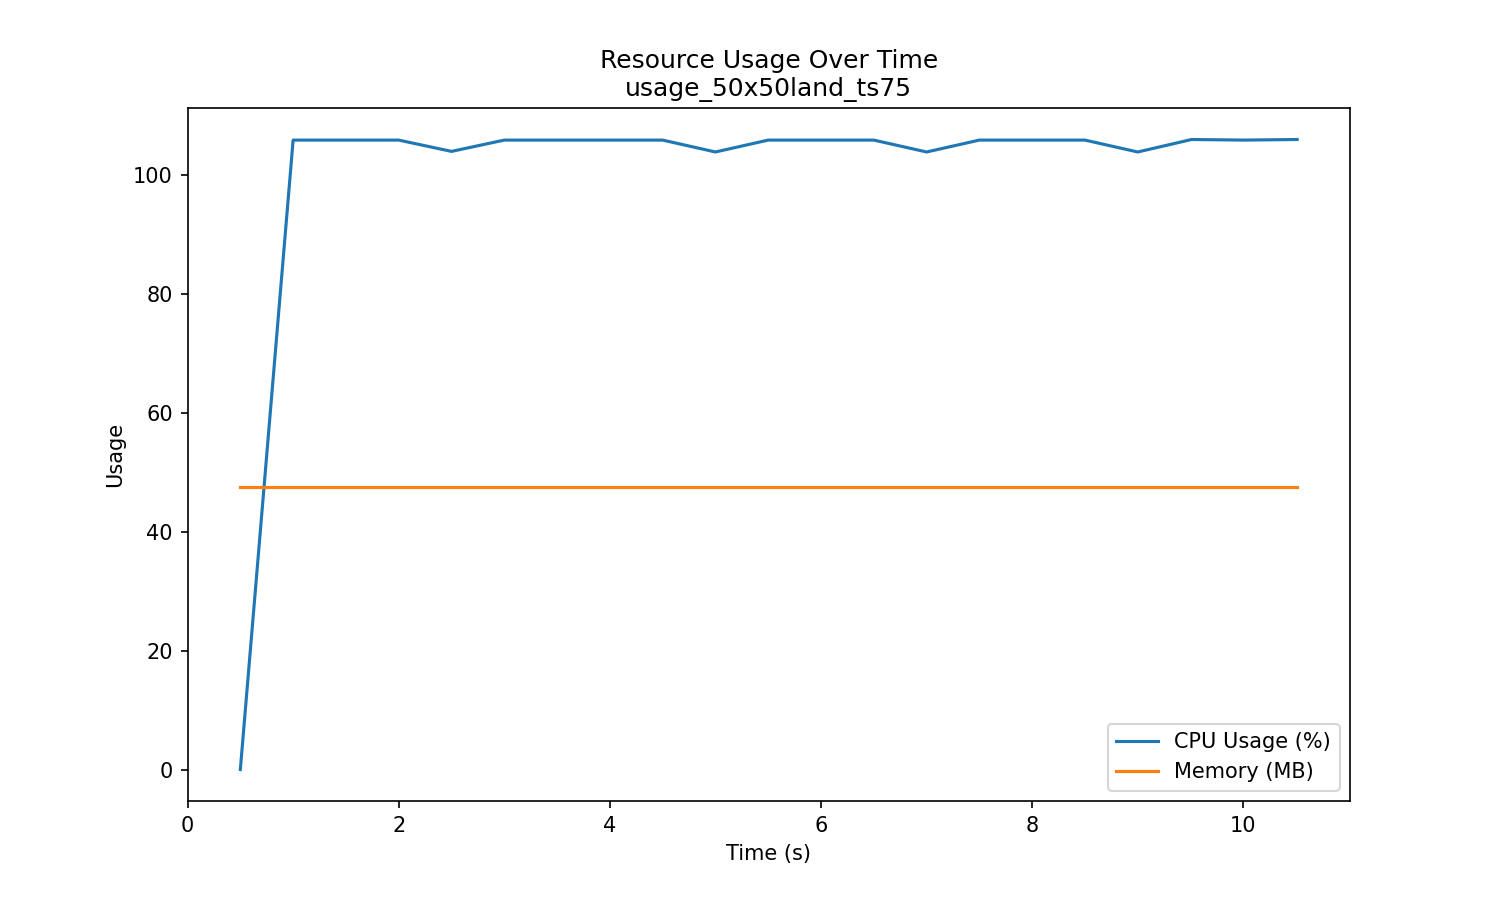 Resource Usage Over Time
usage_50x50land_ts75
100
80
60
40
20
0
Usage
CPU Usage (%)
Memory (MB)
0 2 4 6 8 10
Time (s)